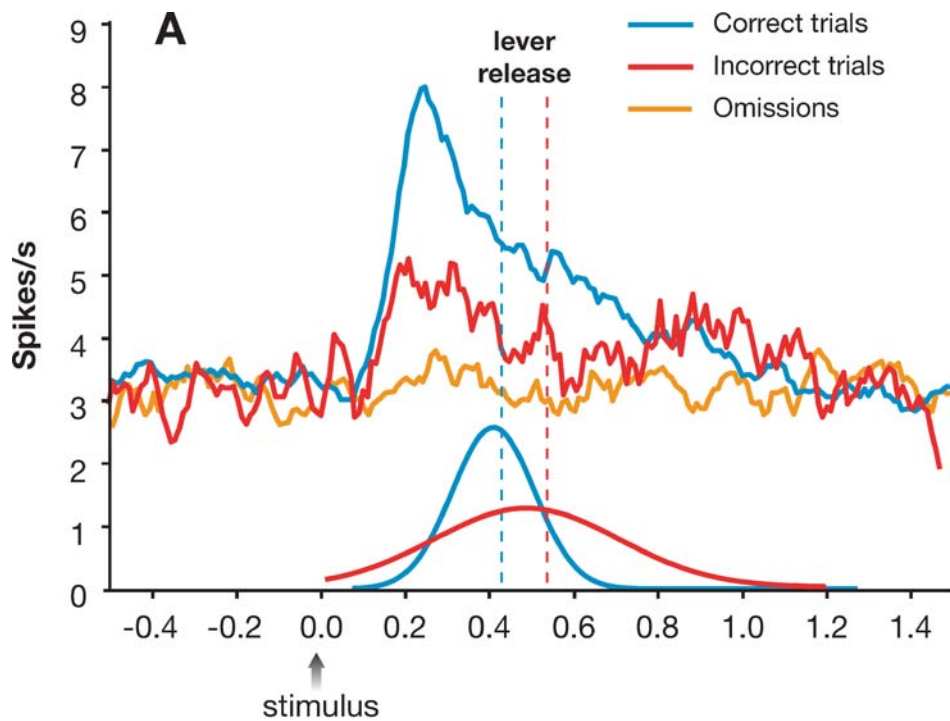 A
lever
release
Correct trials
Incorrect trials
Omissions
Spikes/s
9
8
7
6
5
4
3
2
1
0
-0.4 -0.2 0.0 0.2 0.4 0.6 0.8 1.0 1.2 1.4
stimulus